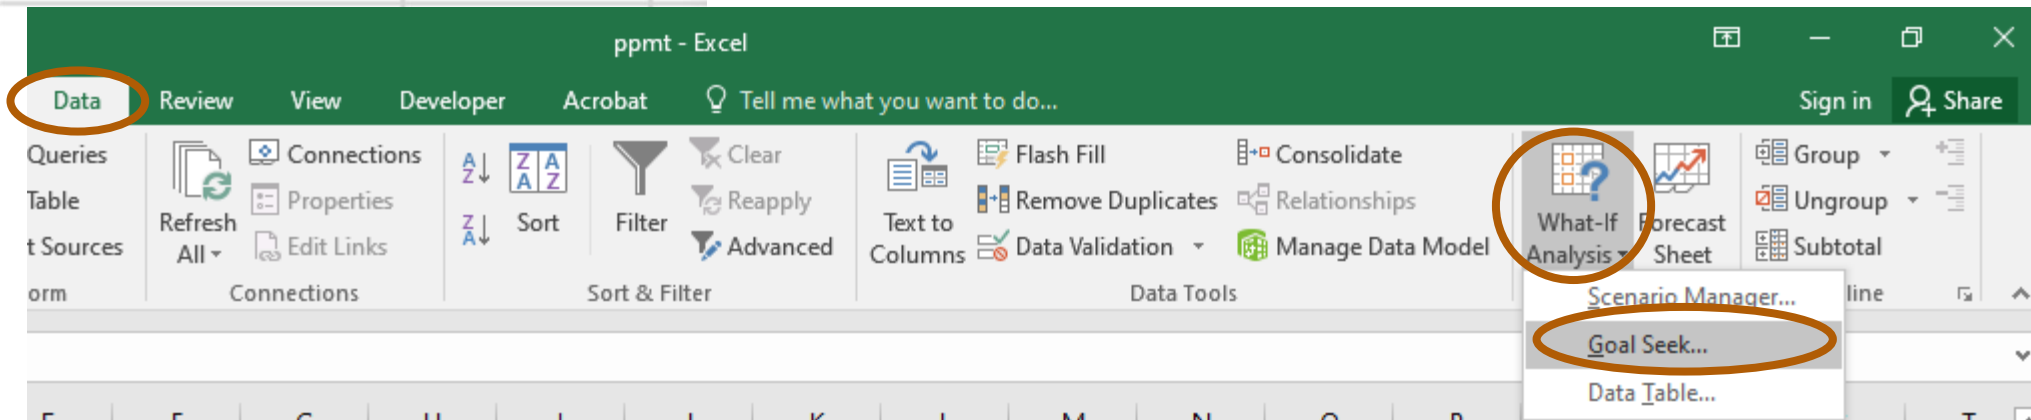 ppmt - Excel
Data Review View Developer Acrobat Tell me what you want to do... Sign in Share
Queries Connections Clear Flash Fill Consolidate Group
Table Properties Reapply Remove Duplicates Relationships Ungroup
Refresh All Sort Filter Text to Columns What-If Analysis Forecast Sheet
t Sources Edit Links Advanced Data Validation Manage Data Model Subtotal
orm Connections Sort & Filter Data Tools line
Scenario Manager...
Goal Seek...
Data Table...